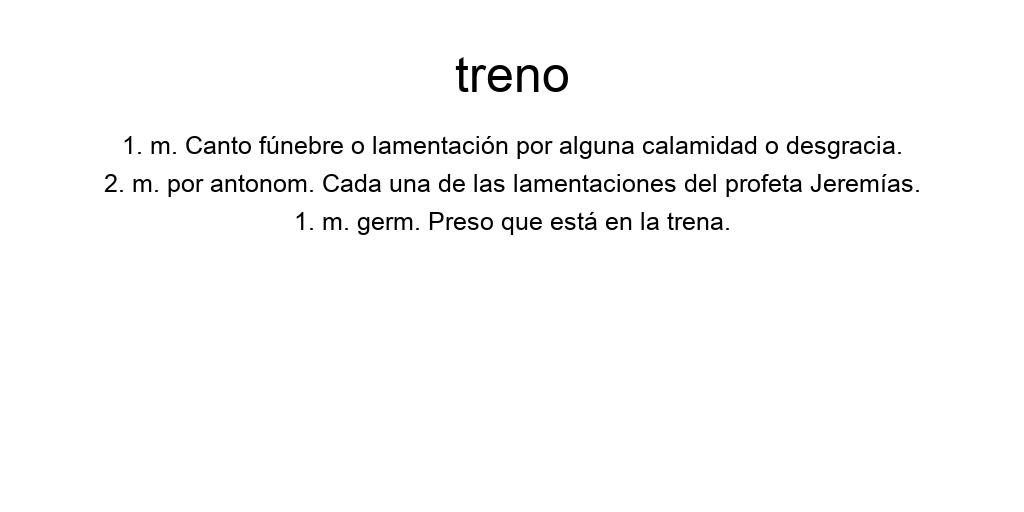 treno
1. m. Canto fúnebre o lamentación por alguna calamidad o desgracia.
2. m. por antonom. Cada una de las lamentaciones del profeta Jeremías.
1. m. germ. Preso que está en la trena.